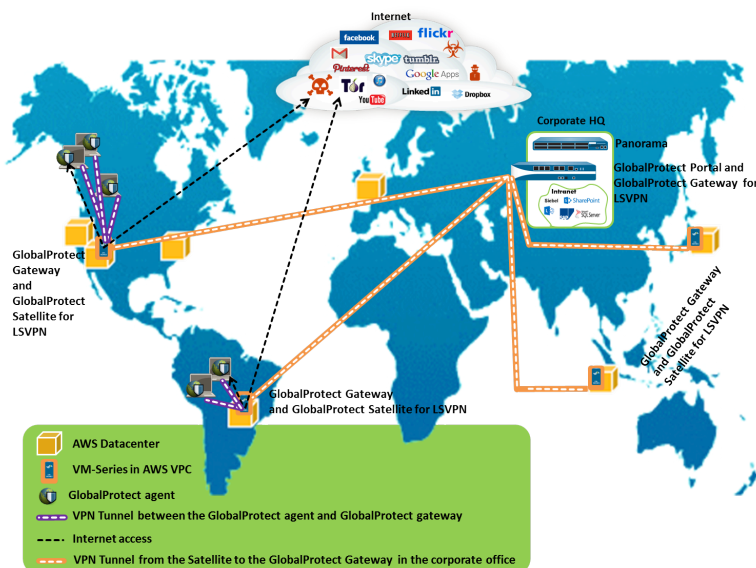 Internet
facebook
NETFLIX
flickr
skype
tumblr.
Pinterest
Google Apps
Tor
YouTube
Linked in
Dropbox
Corporate HQ
Panorama
GlobalProtect Portal and
GlobalProtect Gateway for
LSVPN
Intranet
Siebel
SharePoint
SQL Server
GlobalProtect
Gateway
and
GlobalProtect
Satellite for
LSVPN
GlobalProtect Gateway
and GlobalProtect
Satellite for LSVPN
GlobalProtect Gateway
and GlobalProtect Satellite for LSVPN
AWS Datacenter
VM-Series in AWS VPC
GlobalProtect agent
VPN Tunnel between the GlobalProtect agent and GlobalProtect gateway
Internet access
VPN Tunnel from the Satellite to the GlobalProtect Gateway in the corporate office